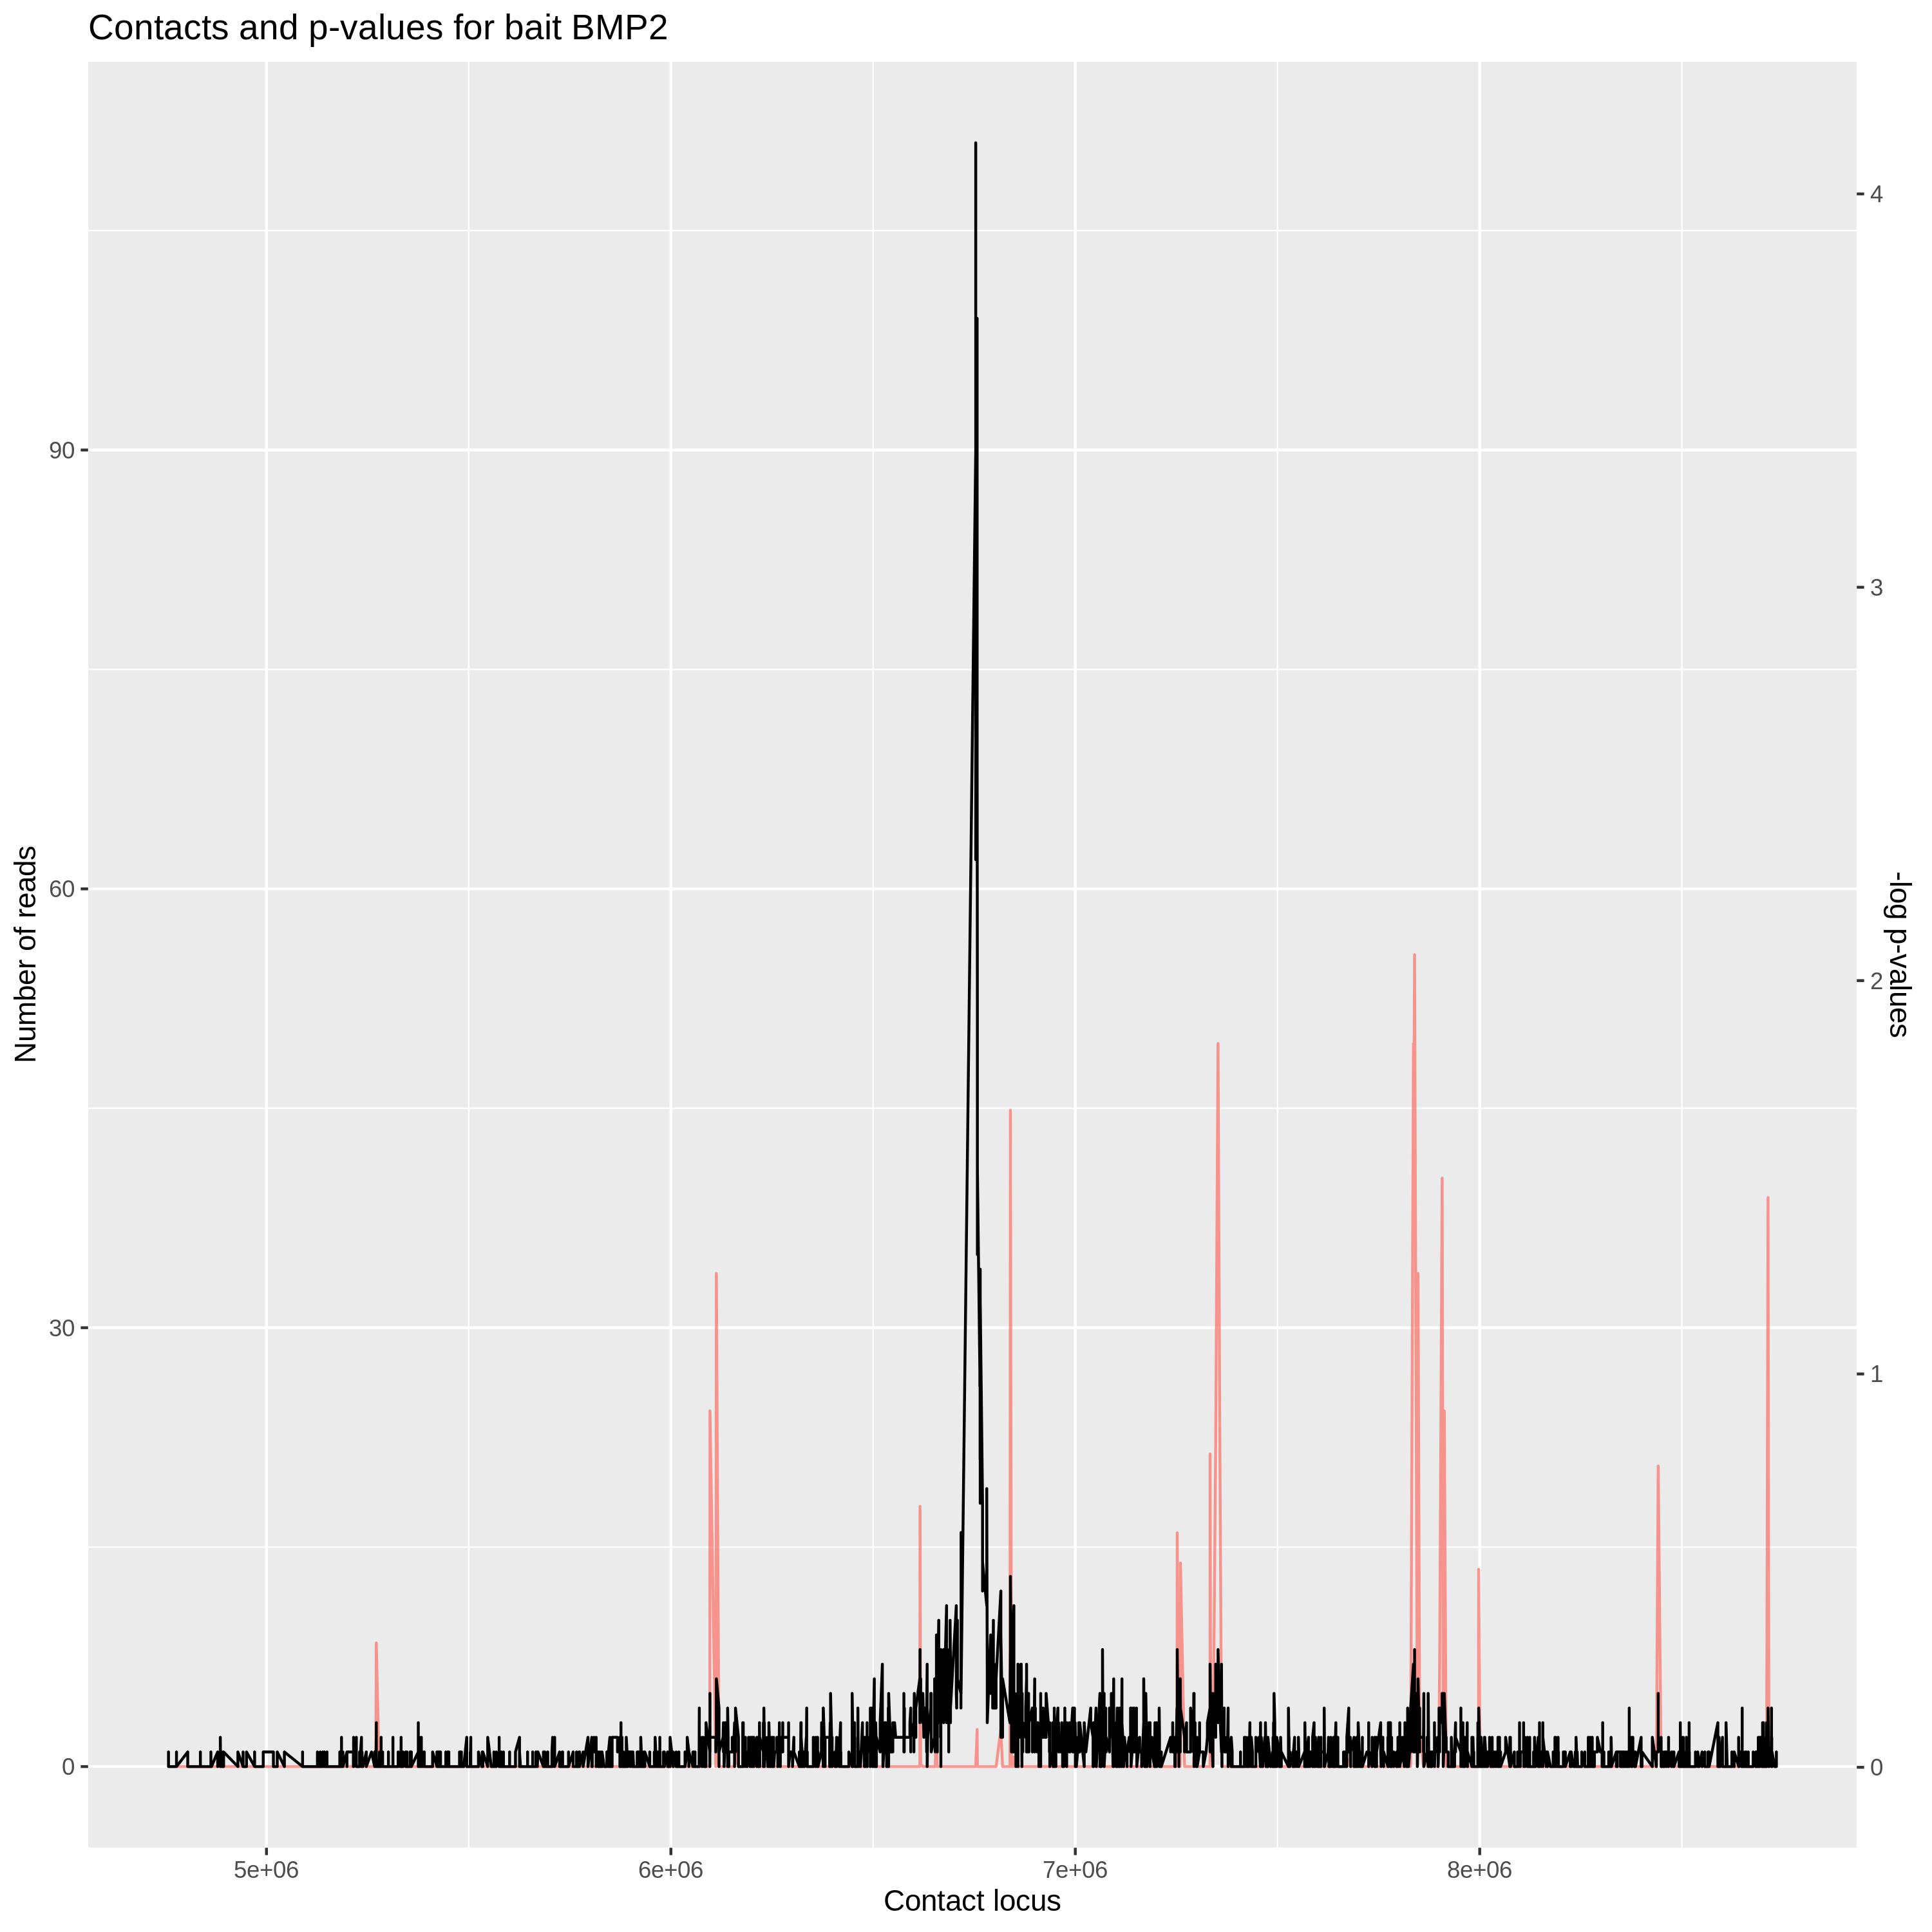 Contacts and p-values for bait BMP2
Number of reads
90
60
30
0
4
3
2
1
0
-log p-values
5e+06 6e+06 7e+06 8e+06
Contact locus